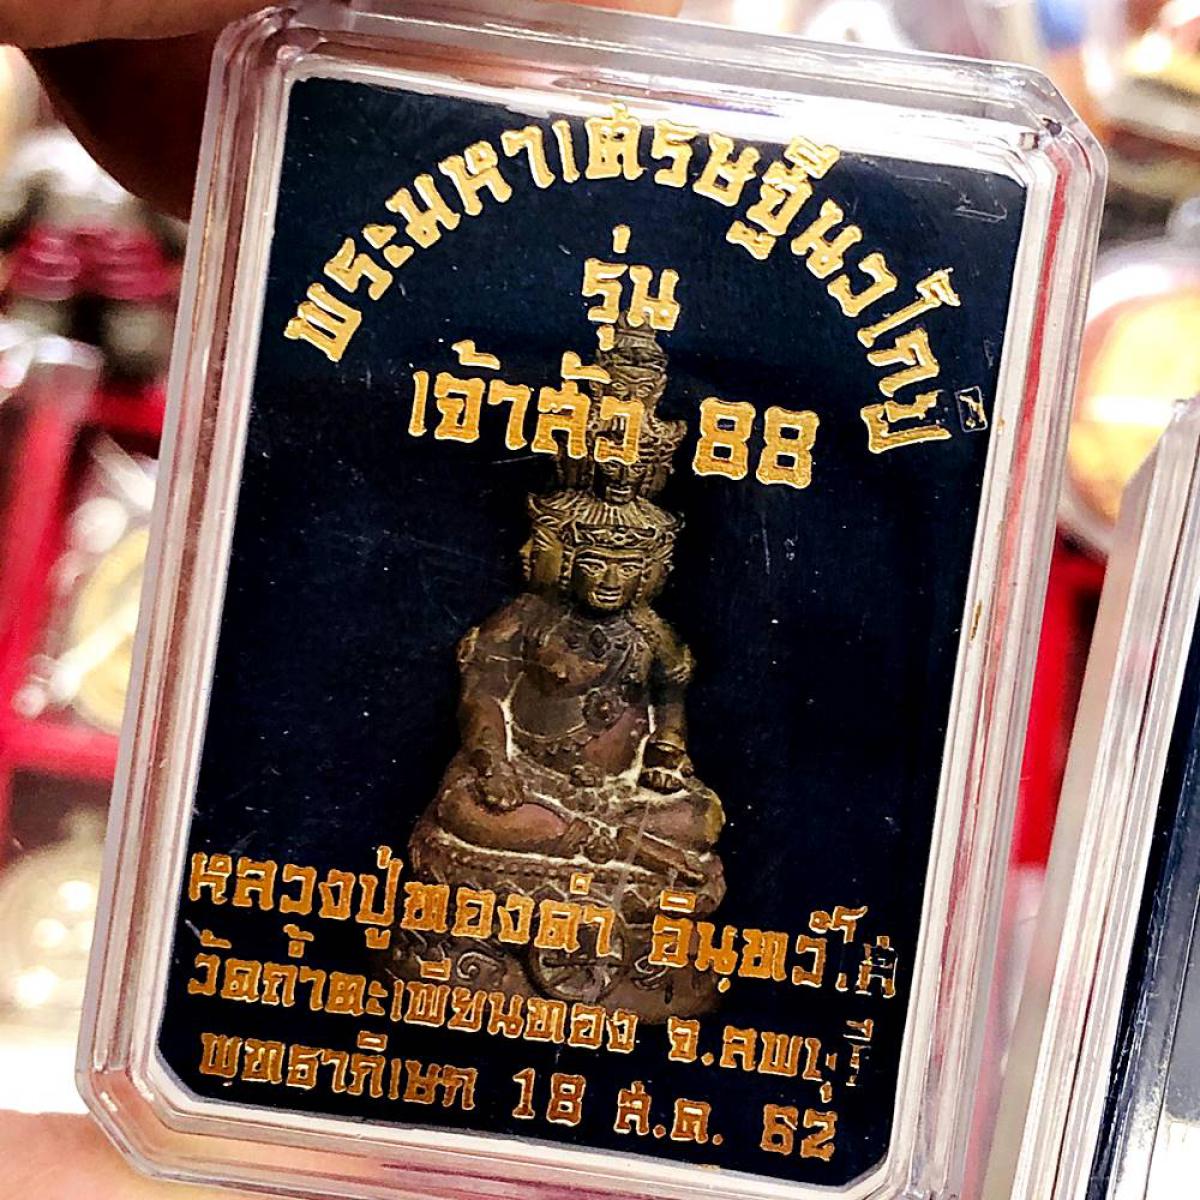 พระมหาเศรษฐีนวโกฏิ
รุ่น
เจ้าสัว 88
หลวงปู่ทองดำ อินฺทวํโส
วัดถ้ำตะเพียนทอง จ.ลพบุรี
พุทธาภิเษก 18 ส.ค. 62